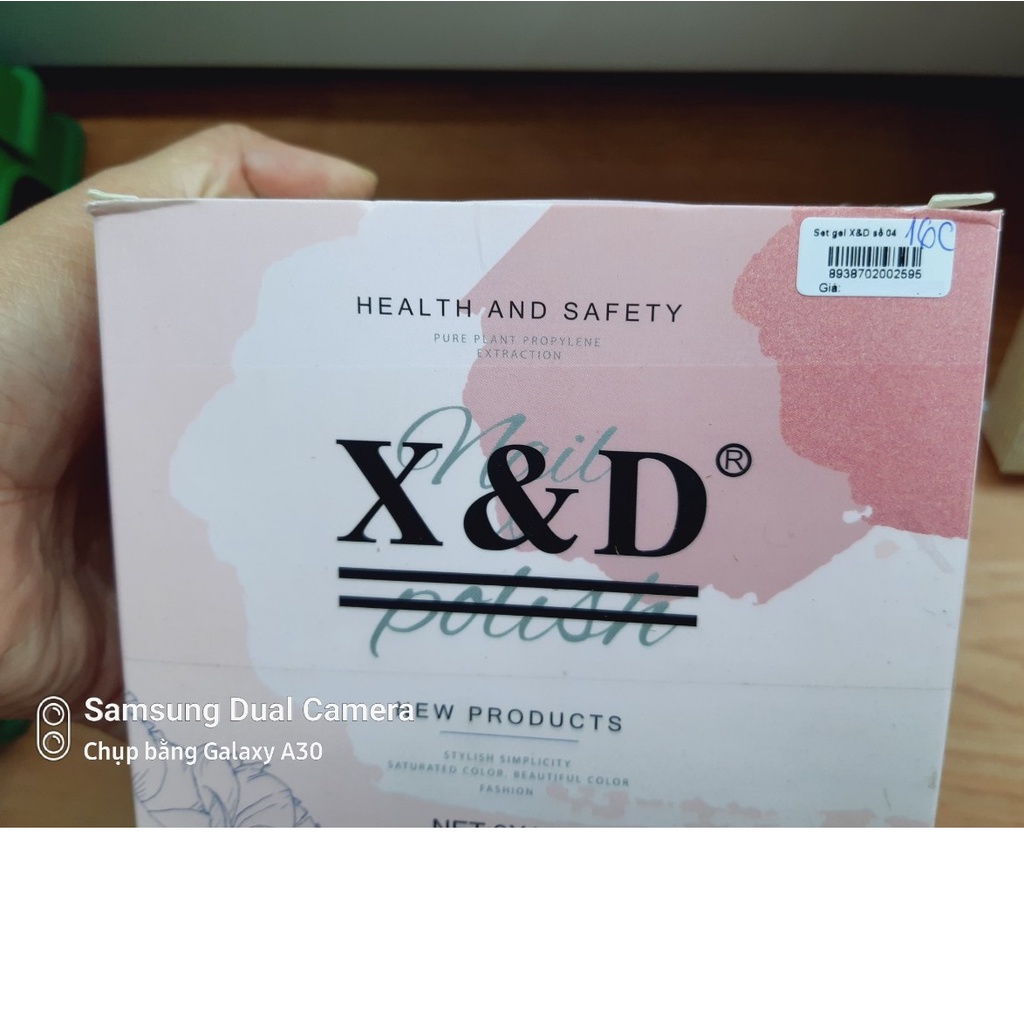 Set gel X&D số 04
16C
8938702002595
Giá:
HEALTH AND SAFETY
PURE PLANT PROPYLENE
EXTRACTION
Nail
X&D®
polish
NEW PRODUCTS
STYLISH SIMPLICITY
SATURATED COLOR, BEAUTIFUL COLOR
FASHION
Samsung Dual Camera
Chụp bằng Galaxy A30